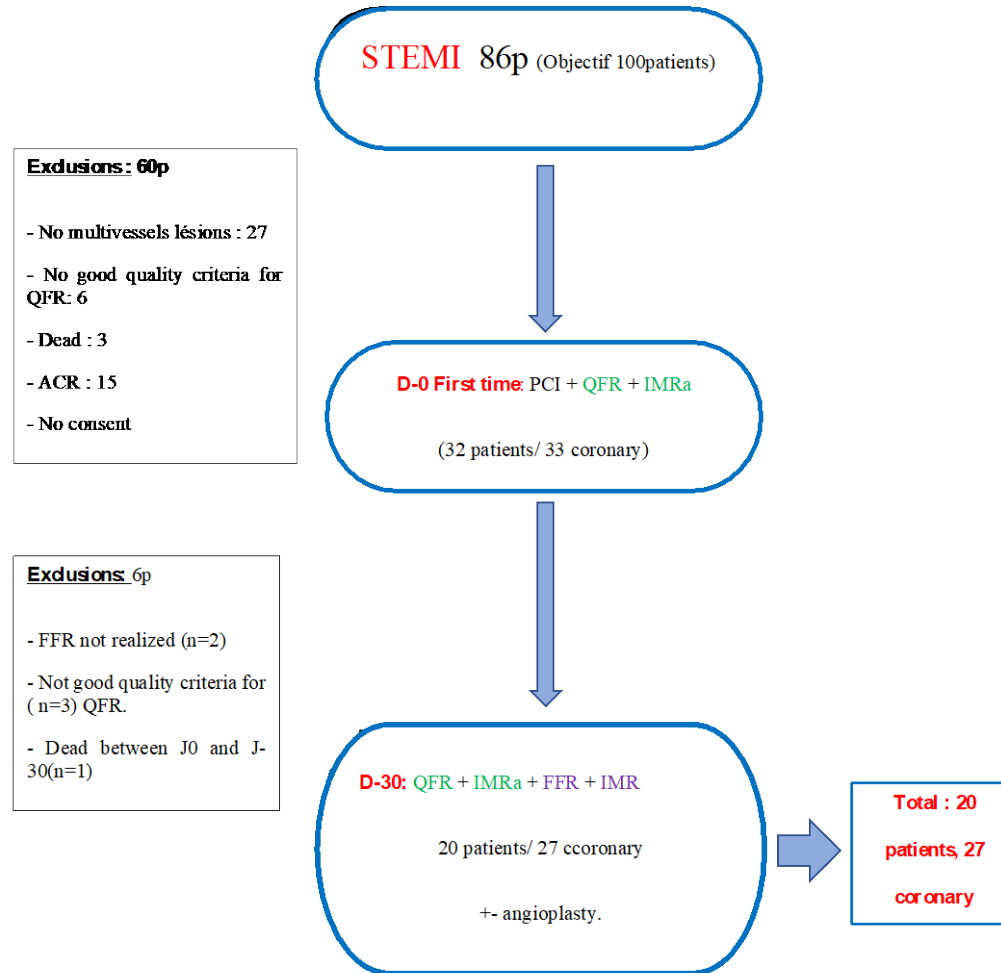 STEMI 86p (Objectif 100patients)
Exclusions : 60p
- No multivessels lésions : 27
- No good quality criteria for
QFR: 6
- Dead : 3
- ACR : 15
- No consent
D-0 First time: PCI + QFR + IMRa
(32 patients/ 33 coronary)
Exclusions: 6p
- FFR not realized (n=2)
- Not good quality criteria for
( n=3) QFR.
- Dead between J0 and J-
30(n=1)
D-30: QFR + IMRa + FFR + IMR
20 patients/ 27 ccoronary
+- angioplasty.
Total : 20
patients, 27
coronary